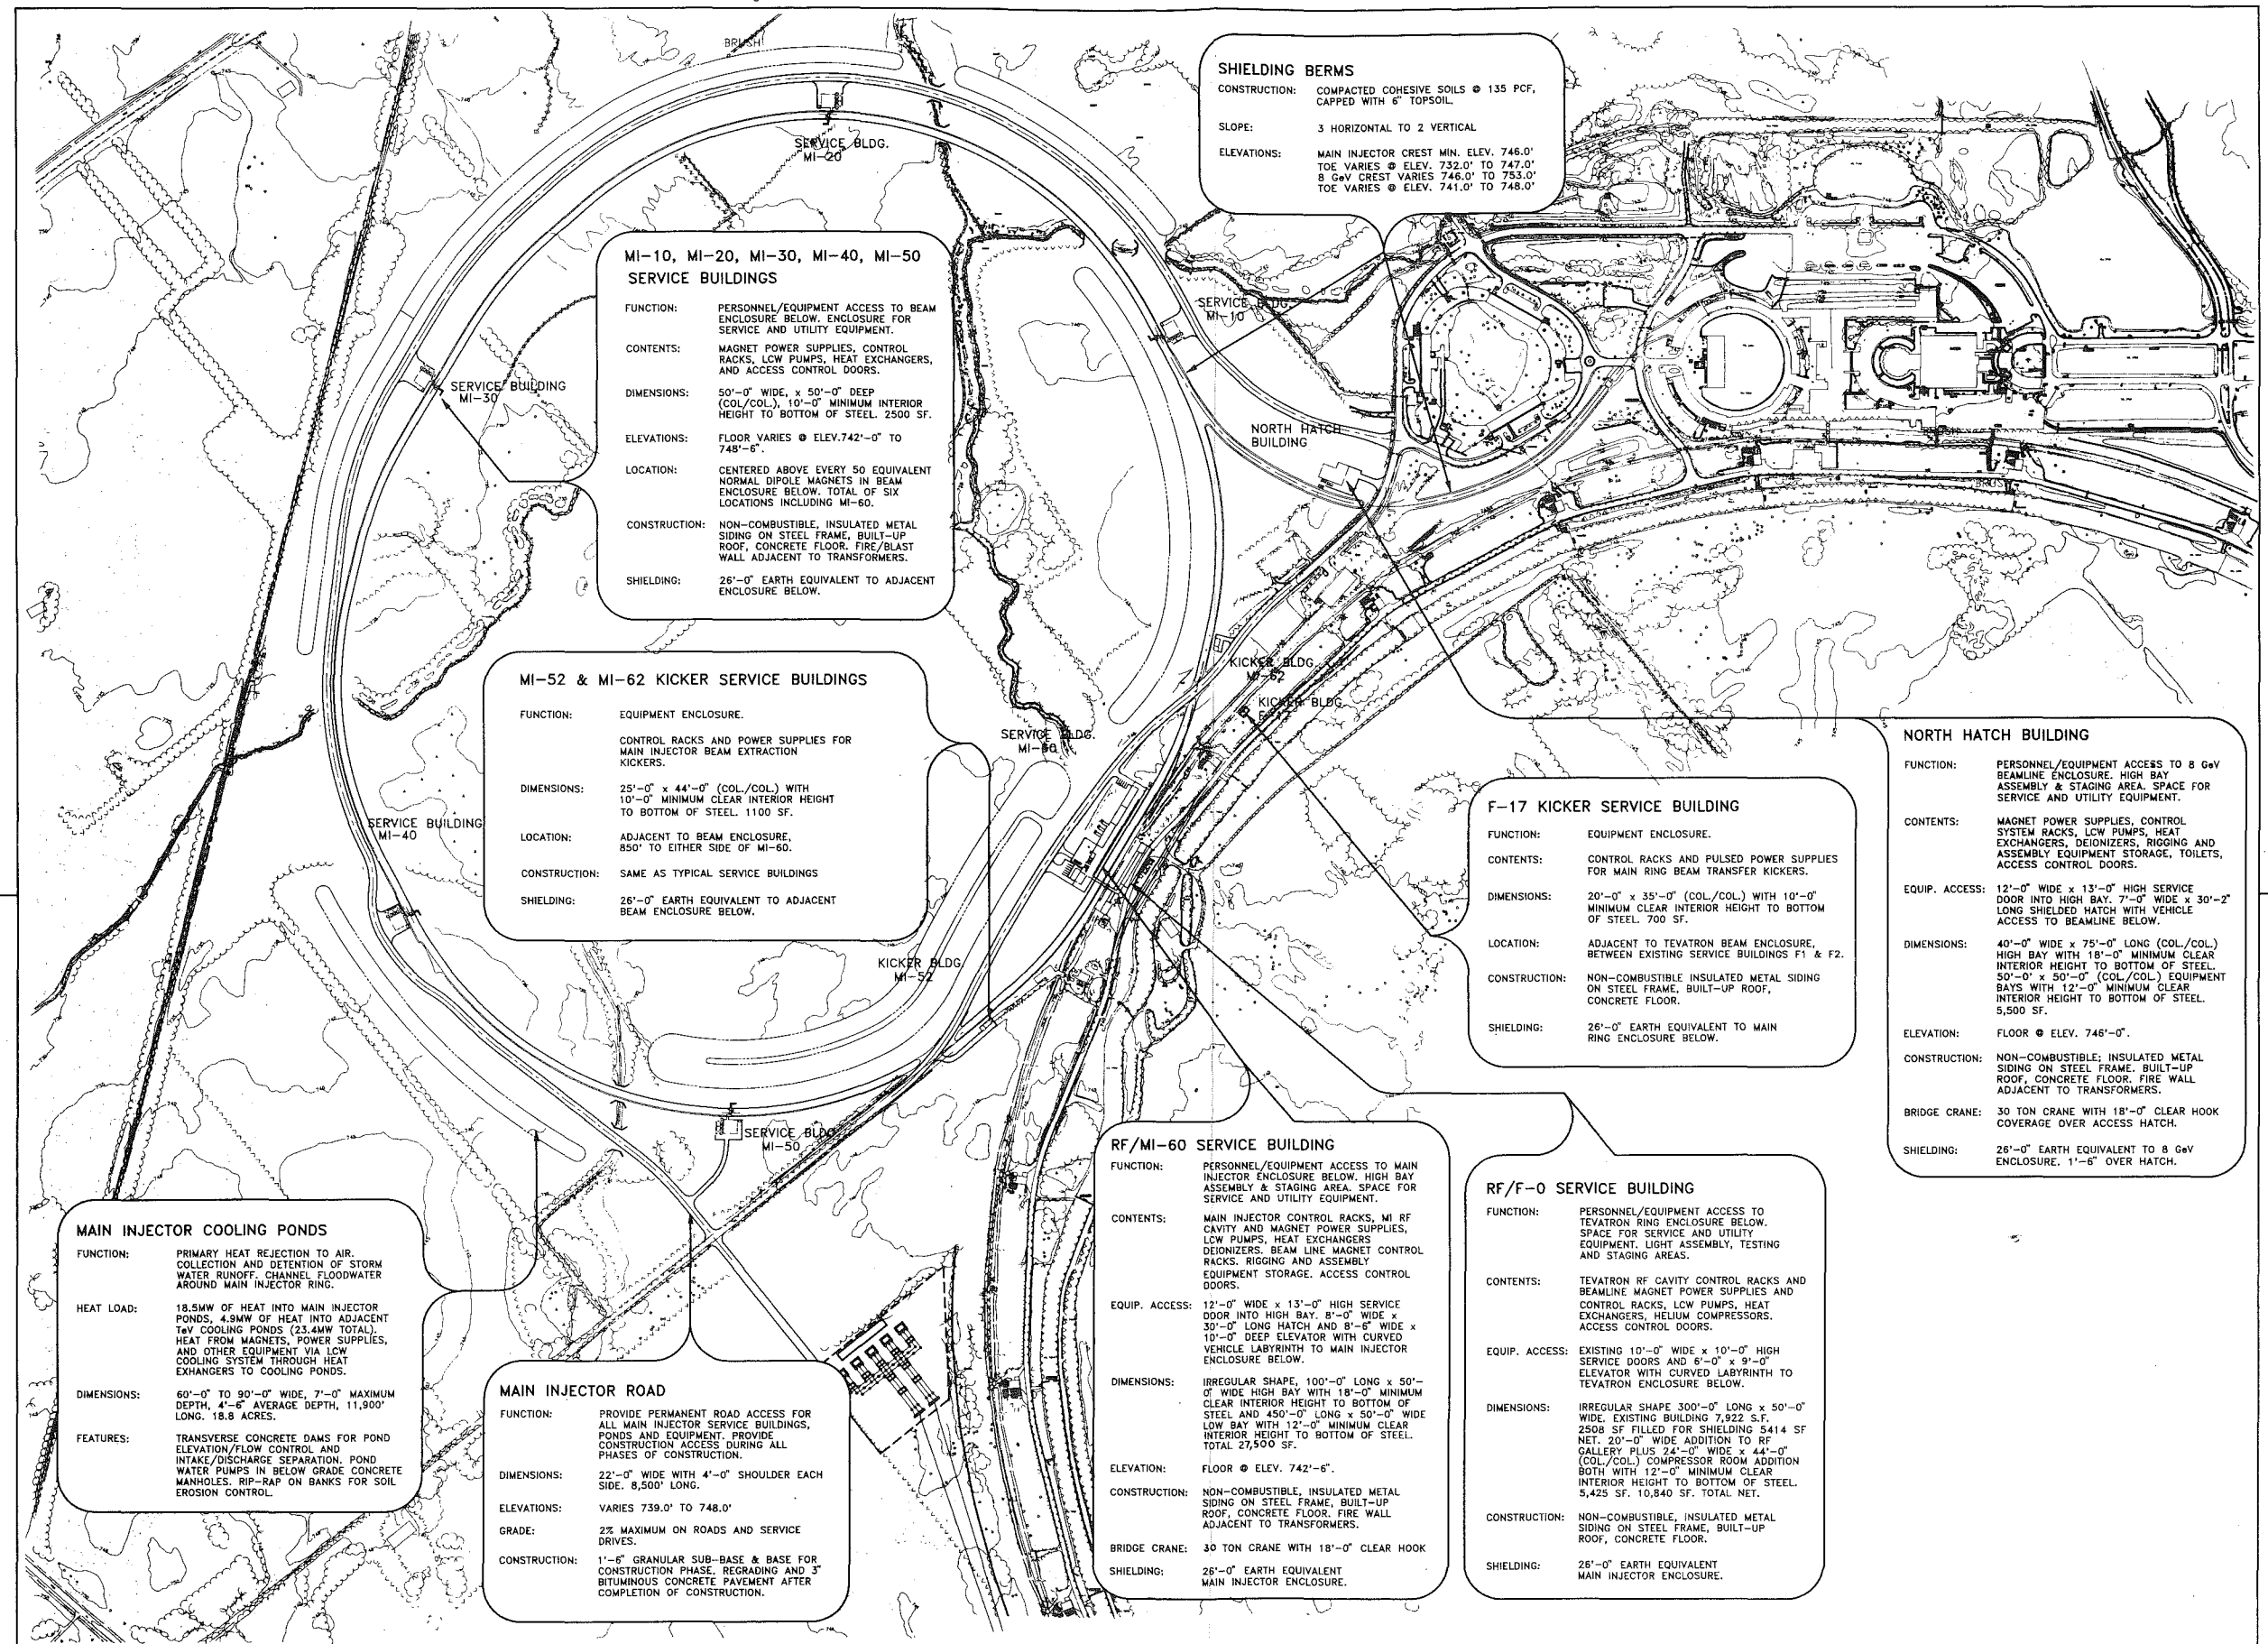 BRUSH
SERVICE BLDG.
MI-20
SHIELDING BERMS
CONSTRUCTION: COMPACTED COHESIVE SOILS @ 135 PCF,
CAPPED WITH 6" TOPSOIL.
SLOPE: 3 HORIZONTAL TO 2 VERTICAL
ELEVATIONS: MAIN INJECTOR CREST MIN. ELEV. 746.0'
TOE VARIES @ ELEV. 732.0' TO 747.0'
8 GeV CREST VARIES 746.0' TO 753.0'
TOE VARIES @ ELEV. 741.0' TO 748.0'
MI-10, MI-20, MI-30, MI-40, MI-50
SERVICE BUILDINGS
FUNCTION: PERSONNEL/EQUIPMENT ACCESS TO BEAM
ENCLOSURE BELOW. ENCLOSURE FOR
SERVICE AND UTILITY EQUIPMENT.
CONTENTS: MAGNET POWER SUPPLIES, CONTROL
RACKS, LCW PUMPS, HEAT EXCHANGERS,
AND ACCESS CONTROL DOORS.
DIMENSIONS: 50'-0" WIDE, x 50'-0" DEEP
(COL/COL.), 10'-0" MINIMUM INTERIOR
HEIGHT TO BOTTOM OF STEEL. 2500 SF.
ELEVATIONS: FLOOR VARIES @ ELEV.742'-0" TO
748'-6".
LOCATION: CENTERED ABOVE EVERY 50 EQUIVALENT
NORMAL DIPOLE MAGNETS IN BEAM
ENCLOSURE BELOW. TOTAL OF SIX
LOCATIONS INCLUDING MI-60.
CONSTRUCTION: NON-COMBUSTIBLE, INSULATED METAL
SIDING ON STEEL FRAME, BUILT-UP
ROOF, CONCRETE FLOOR. FIRE/BLAST
WALL ADJACENT TO TRANSFORMERS.
SHIELDING: 26'-0" EARTH EQUIVALENT TO ADJACENT
ENCLOSURE BELOW.
SERVICE BLDG.
MI-10
SERVICE BUILDING
MI-30
NORTH HATCH
BUILDING
BRUSH
MI-52 & MI-62 KICKER SERVICE BUILDINGS
FUNCTION: EQUIPMENT ENCLOSURE.
CONTROL RACKS AND POWER SUPPLIES FOR
MAIN INJECTOR BEAM EXTRACTION
KICKERS.
DIMENSIONS: 25'-0" x 44'-0" (COL./COL.) WITH
10'-0" MINIMUM CLEAR INTERIOR HEIGHT
TO BOTTOM OF STEEL. 1100 SF.
LOCATION: ADJACENT TO BEAM ENCLOSURE,
850' TO EITHER SIDE OF MI-60.
CONSTRUCTION: SAME AS TYPICAL SERVICE BUILDINGS
SHIELDING: 26'-0" EARTH EQUIVALENT TO ADJACENT
BEAM ENCLOSURE BELOW.
KICKER BLDG.
MI-62
KICKER BLDG.
SERVICE BLDG.
MI-60
SERVICE BUILDING
MI-40
KICKER BLDG.
MI-52
SERVICE BLDG.
MI-50
F-17 KICKER SERVICE BUILDING
FUNCTION: EQUIPMENT ENCLOSURE.
CONTENTS: CONTROL RACKS AND PULSED POWER SUPPLIES
FOR MAIN RING BEAM TRANSFER KICKERS.
DIMENSIONS: 20'-0" x 35'-0" (COL./COL.) WITH 10'-0"
MINIMUM CLEAR INTERIOR HEIGHT TO BOTTOM
OF STEEL. 700 SF.
LOCATION: ADJACENT TO TEVATRON BEAM ENCLOSURE,
BETWEEN EXISTING SERVICE BUILDINGS F1 & F2.
CONSTRUCTION: NON-COMBUSTIBLE INSULATED METAL SIDING
ON STEEL FRAME, BUILT-UP ROOF,
CONCRETE FLOOR.
SHIELDING: 26'-0" EARTH EQUIVALENT TO MAIN
RING ENCLOSURE BELOW.
NORTH HATCH BUILDING
FUNCTION: PERSONNEL/EQUIPMENT ACCESS TO 8 GeV
BEAMLINE ENCLOSURE. HIGH BAY
ASSEMBLY & STAGING AREA. SPACE FOR
SERVICE AND UTILITY EQUIPMENT.
CONTENTS: MAGNET POWER SUPPLIES, CONTROL
SYSTEM RACKS, LCW PUMPS, HEAT
EXCHANGERS, DEIONIZERS, RIGGING AND
ASSEMBLY EQUIPMENT STORAGE, TOILETS,
ACCESS CONTROL DOORS.
EQUIP. ACCESS: 12'-0" WIDE x 13'-0" HIGH SERVICE
DOOR INTO HIGH BAY. 7'-0" WIDE x 30'-2"
LONG SHIELDED HATCH WITH VEHICLE
ACCESS TO BEAMLINE BELOW.
DIMENSIONS: 40'-0" WIDE x 75'-0" LONG (COL./COL.)
HIGH BAY WITH 18'-0" MINIMUM CLEAR
INTERIOR HEIGHT TO BOTTOM OF STEEL.
50'-0' x 50'-0" (COL./COL.) EQUIPMENT
BAYS WITH 12'-0" MINIMUM CLEAR
INTERIOR HEIGHT TO BOTTOM OF STEEL.
5,500 SF.
ELEVATION: FLOOR @ ELEV. 746'-0".
CONSTRUCTION: NON-COMBUSTIBLE; INSULATED METAL
SIDING ON STEEL FRAME. BUILT-UP
ROOF, CONCRETE FLOOR. FIRE WALL
ADJACENT TO TRANSFORMERS.
BRIDGE CRANE: 30 TON CRANE WITH 18'-0" CLEAR HOOK
COVERAGE OVER ACCESS HATCH.
SHIELDING: 26'-0" EARTH EQUIVALENT TO 8 GeV
ENCLOSURE. 1'-6" OVER HATCH.
MAIN INJECTOR COOLING PONDS
FUNCTION: PRIMARY HEAT REJECTION TO AIR.
COLLECTION AND DETENTION OF STORM
WATER RUNOFF. CHANNEL FLOODWATER
AROUND MAIN INJECTOR RING.
HEAT LOAD: 18.5MW OF HEAT INTO MAIN INJECTOR
PONDS, 4.9MW OF HEAT INTO ADJACENT
TeV COOLING PONDS (23.4MW TOTAL).
HEAT FROM MAGNETS, POWER SUPPLIES,
AND OTHER EQUIPMENT VIA LCW
COOLING SYSTEM THROUGH HEAT
EXHANGERS TO COOLING PONDS.
DIMENSIONS: 60'-0" TO 90'-0" WIDE, 7'-0" MAXIMUM
DEPTH, 4'-6" AVERAGE DEPTH, 11,900'
LONG. 18.8 ACRES.
FEATURES: TRANSVERSE CONCRETE DAMS FOR POND
ELEVATION/FLOW CONTROL AND
INTAKE/DISCHARGE SEPARATION. POND
WATER PUMPS IN BELOW GRADE CONCRETE
MANHOLES. RIP-RAP ON BANKS FOR SOIL
EROSION CONTROL.
MAIN INJECTOR ROAD
FUNCTION: PROVIDE PERMANENT ROAD ACCESS FOR
ALL MAIN INJECTOR SERVICE BUILDINGS,
PONDS AND EQUIPMENT. PROVIDE
CONSTRUCTION ACCESS DURING ALL
PHASES OF CONSTRUCTION.
DIMENSIONS: 22'-0" WIDE WITH 4'-0" SHOULDER EACH
SIDE. 8,500' LONG.
ELEVATIONS: VARIES 739.0' TO 748.0'
GRADE: 2% MAXIMUM ON ROADS AND SERVICE
DRIVES.
CONSTRUCTION: 1'-6" GRANULAR SUB-BASE & BASE FOR
CONSTRUCTION PHASE. REGRADING AND 3"
BITUMINOUS CONCRETE PAVEMENT AFTER
COMPLETION OF CONSTRUCTION.
RF/MI-60 SERVICE BUILDING
FUNCTION: PERSONNEL/EQUIPMENT ACCESS TO MAIN
INJECTOR ENCLOSURE BELOW. HIGH BAY
ASSEMBLY & STAGING AREA. SPACE FOR
SERVICE AND UTILITY EQUIPMENT.
CONTENTS: MAIN INJECTOR CONTROL RACKS, MI RF
CAVITY AND MAGNET POWER SUPPLIES,
LCW PUMPS, HEAT EXCHANGERS
DEIONIZERS. BEAM LINE MAGNET CONTROL
RACKS. RIGGING AND ASSEMBLY
EQUIPMENT STORAGE. ACCESS CONTROL
DOORS.
EQUIP. ACCESS: 12'-0" WIDE x 13'-0" HIGH SERVICE
DOOR INTO HIGH BAY. 8'-0" WIDE x
30'-0" LONG HATCH AND 8'-6" WIDE x
10'-0" DEEP ELEVATOR WITH CURVED
VEHICLE LABYRINTH TO MAIN INJECTOR
ENCLOSURE BELOW.
DIMENSIONS: IRREGULAR SHAPE, 100'-0" LONG x 50'-
0" WIDE HIGH BAY WITH 18'-0" MINIMUM
CLEAR INTERIOR HEIGHT TO BOTTOM OF
STEEL AND 450'-0" LONG x 50'-0" WIDE
LOW BAY WITH 12'-0" MINIMUM CLEAR
INTERIOR HEIGHT TO BOTTOM OF STEEL.
TOTAL 27,500 SF.
ELEVATION: FLOOR @ ELEV. 742'-6".
CONSTRUCTION: NON-COMBUSTIBLE, INSULATED METAL
SIDING ON STEEL FRAME, BUILT-UP
ROOF, CONCRETE FLOOR. FIRE WALL
ADJACENT TO TRANSFORMERS.
BRIDGE CRANE: 30 TON CRANE WITH 18'-0" CLEAR HOOK
SHIELDING: 26'-0" EARTH EQUIVALENT
MAIN INJECTOR ENCLOSURE.
RF/F-0 SERVICE BUILDING
FUNCTION: PERSONNEL/EQUIPMENT ACCESS TO
TEVATRON RING ENCLOSURE BELOW.
SPACE FOR SERVICE AND UTILITY
EQUIPMENT. LIGHT ASSEMBLY, TESTING
AND STAGING AREAS.
CONTENTS: TEVATRON RF CAVITY CONTROL RACKS AND
BEAMLINE MAGNET POWER SUPPLIES AND
CONTROL RACKS, LCW PUMPS, HEAT
EXCHANGERS, HELIUM COMPRESSORS.
ACCESS CONTROL DOORS.
EQUIP. ACCESS: EXISTING 10'-0" WIDE x 10'-0" HIGH
SERVICE DOORS AND 6'-0" x 9'-0"
ELEVATOR WITH CURVED LABYRINTH TO
TEVATRON ENCLOSURE BELOW.
DIMENSIONS: IRREGULAR SHAPE 300'-0" LONG x 50'-0"
WIDE. EXISTING BUILDING 7,922 S.F.
2508 SF FILLED FOR SHIELDING 5414 SF
NET. 20'-0" WIDE ADDITION TO RF
GALLERY PLUS 24'-0" WIDE x 44'-0"
(COL./COL.) COMPRESSOR ROOM ADDITION
BOTH WITH 12'-0" MINIMUM CLEAR
INTERIOR HEIGHT TO BOTTOM OF STEEL.
5,425 SF. 10,840 SF. TOTAL NET.
CONSTRUCTION: NON-COMBUSTIBLE, INSULATED METAL
SIDING ON STEEL FRAME, BUILT-UP
ROOF, CONCRETE FLOOR.
SHIELDING: 26'-0" EARTH EQUIVALENT
MAIN INJECTOR ENCLOSURE.